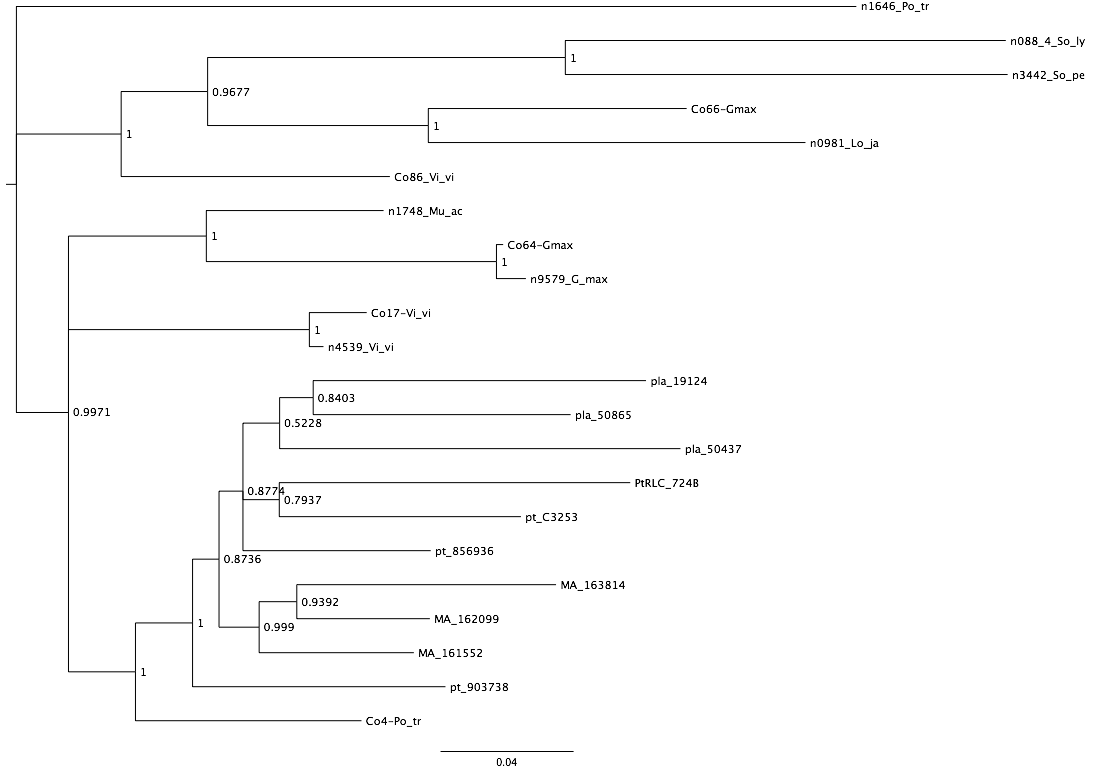 n1646_Po_tr
n088_4_So_ly
1
n3442_So_pe
0.9677
Co66-Gmax
1
1
n0981_Lo_ja
Co86_Vi_vi
n1748_Mu_ac
1
Co64-Gmax
1
n9579_G_max
Co17-Vi_vi
1
n4539_Vi_vi
pla_19124
0.8403
pla_50865
0.5228
0.9971
pla_50437
PtRLC_724B
0.8774
0.7937
pt_C3253
pt_856936
0.8736
MA_163814
0.9392
MA_162099
1
0.999
MA_161552
1
pt_903738
Co4-Po_tr
0.04